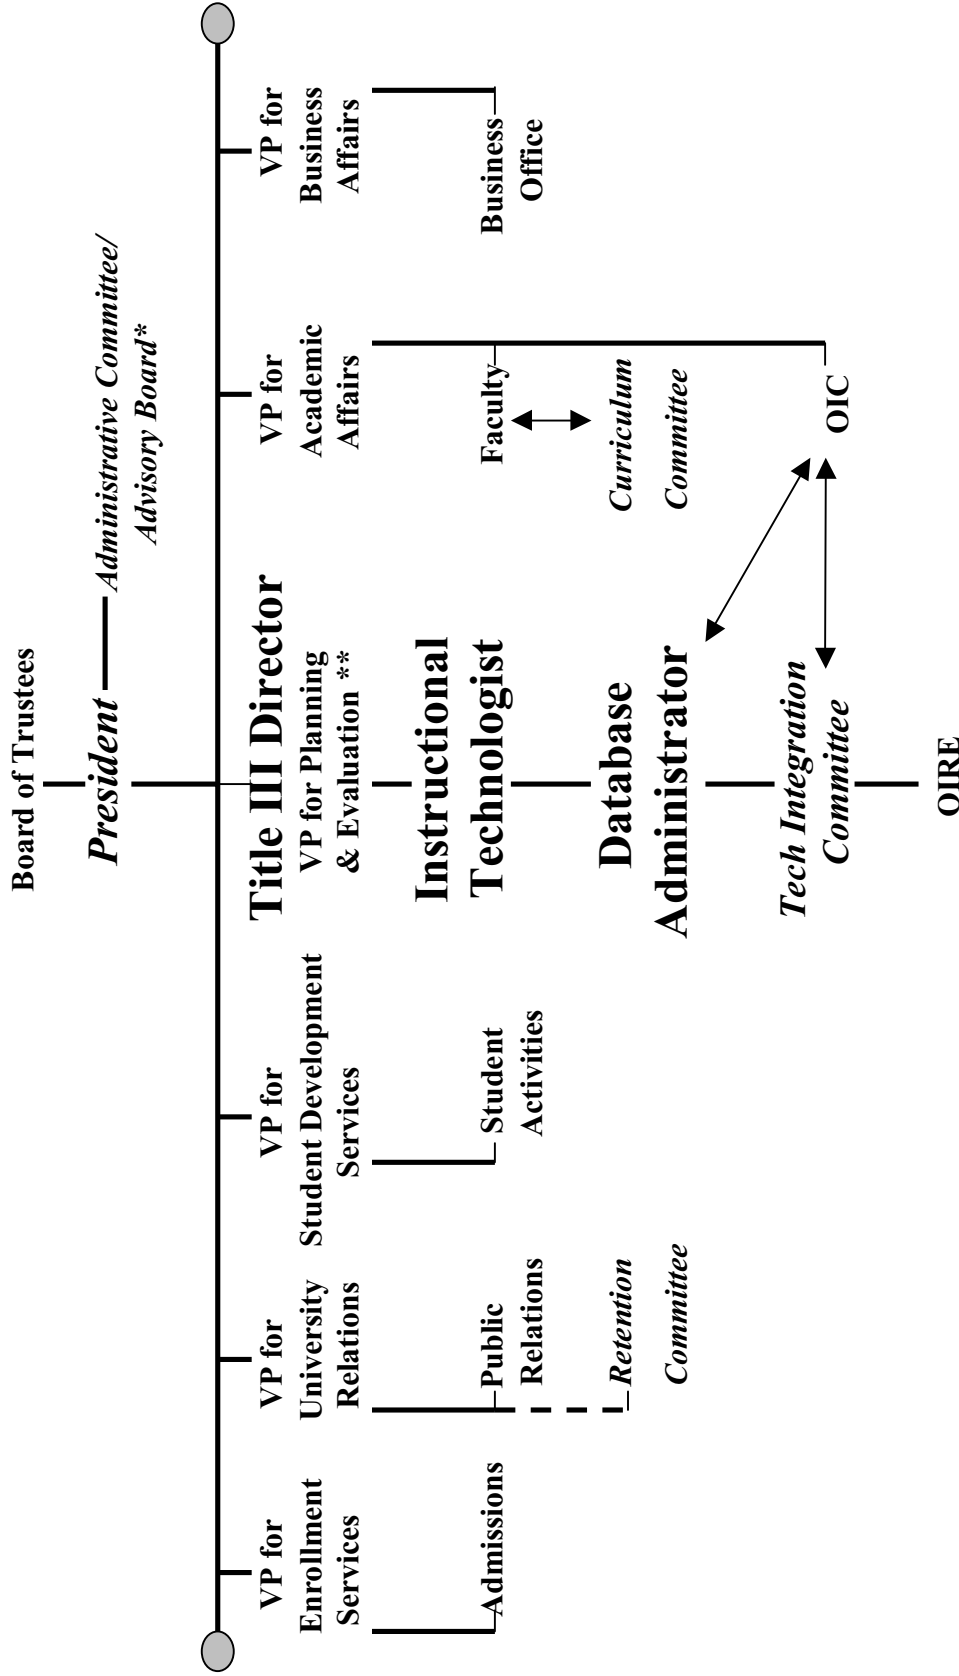 Board of Trustees
President
Administrative Committee/
Advisory Board*
VP for
Enrollment
Services
VP for
University
Relations
VP for
Student Development
Services
Title III Director
VP for Planning
& Evaluation **
VP for
Academic
Affairs
VP for
Business
Affairs
Admissions
Public
Relations
Retention
Committee
Student
Activities
Instructional
Technologist
Database
Administrator
Tech Integration
Committee
OIRE
Faculty
Curriculum
Committee
OIC
Business
Office